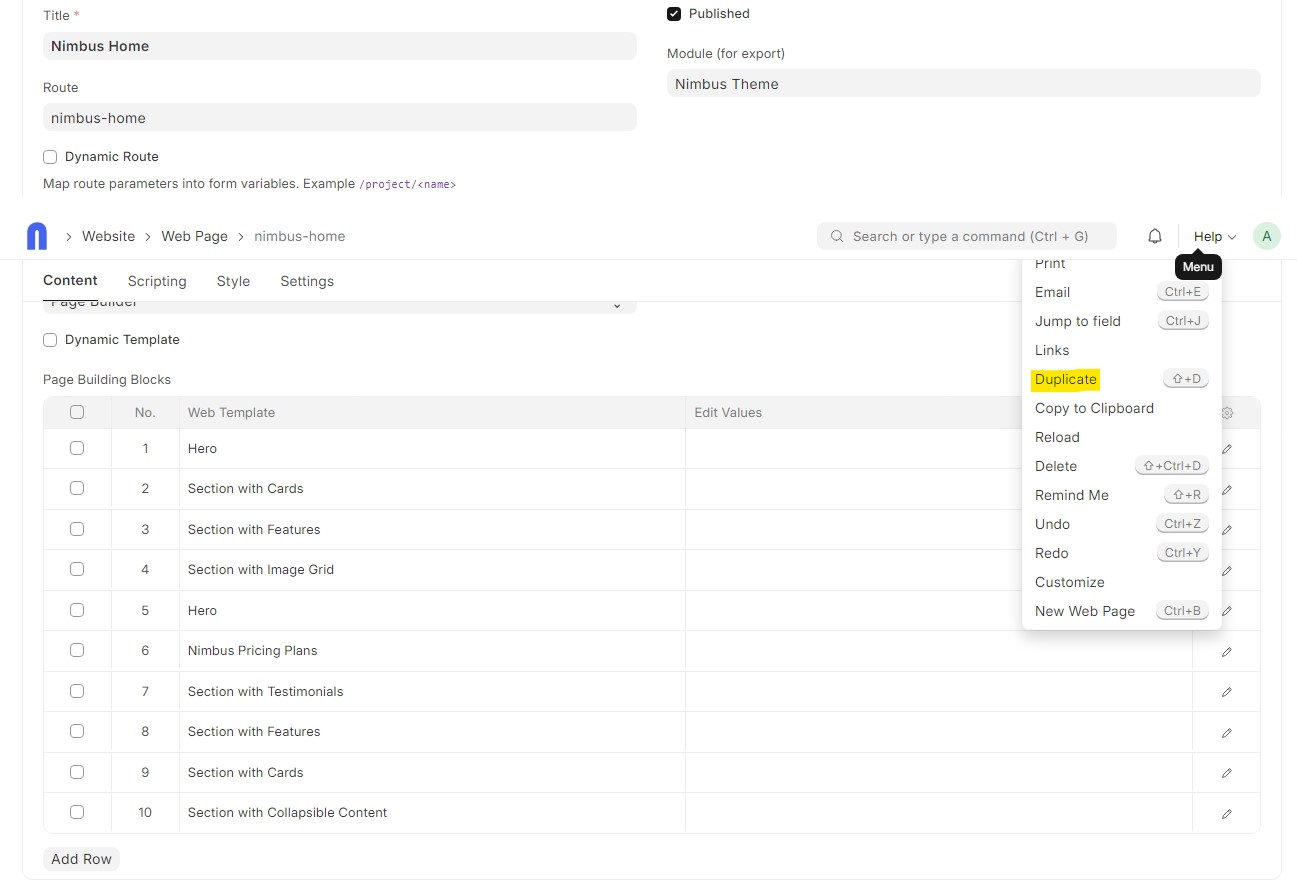 Title *
Published
Nimbus Home
Module (for export)
Nimbus Theme
Route
nimbus-home
Dynamic Route
Map route parameters into form variables. Example /project/<name>
Website
Web Page
nimbus-home
Search or type a command (Ctrl + G)
Help
A
Menu
Content
Scripting
Style
Settings
Page Builder
Dynamic Template
Page Building Blocks
No.
Web Template
Edit Values
1
Hero
2
Section with Cards
3
Section with Features
4
Section with Image Grid
5
Hero
6
Nimbus Pricing Plans
7
Section with Testimonials
8
Section with Features
9
Section with Cards
10
Section with Collapsible Content
Add Row
Print
Email
Ctrl+E
Jump to field
Ctrl+J
Links
Duplicate
⇧+D
Copy to Clipboard
Reload
Delete
⇧+Ctrl+D
Remind Me
⇧+R
Undo
Ctrl+Z
Redo
Ctrl+Y
Customize
New Web Page
Ctrl+B